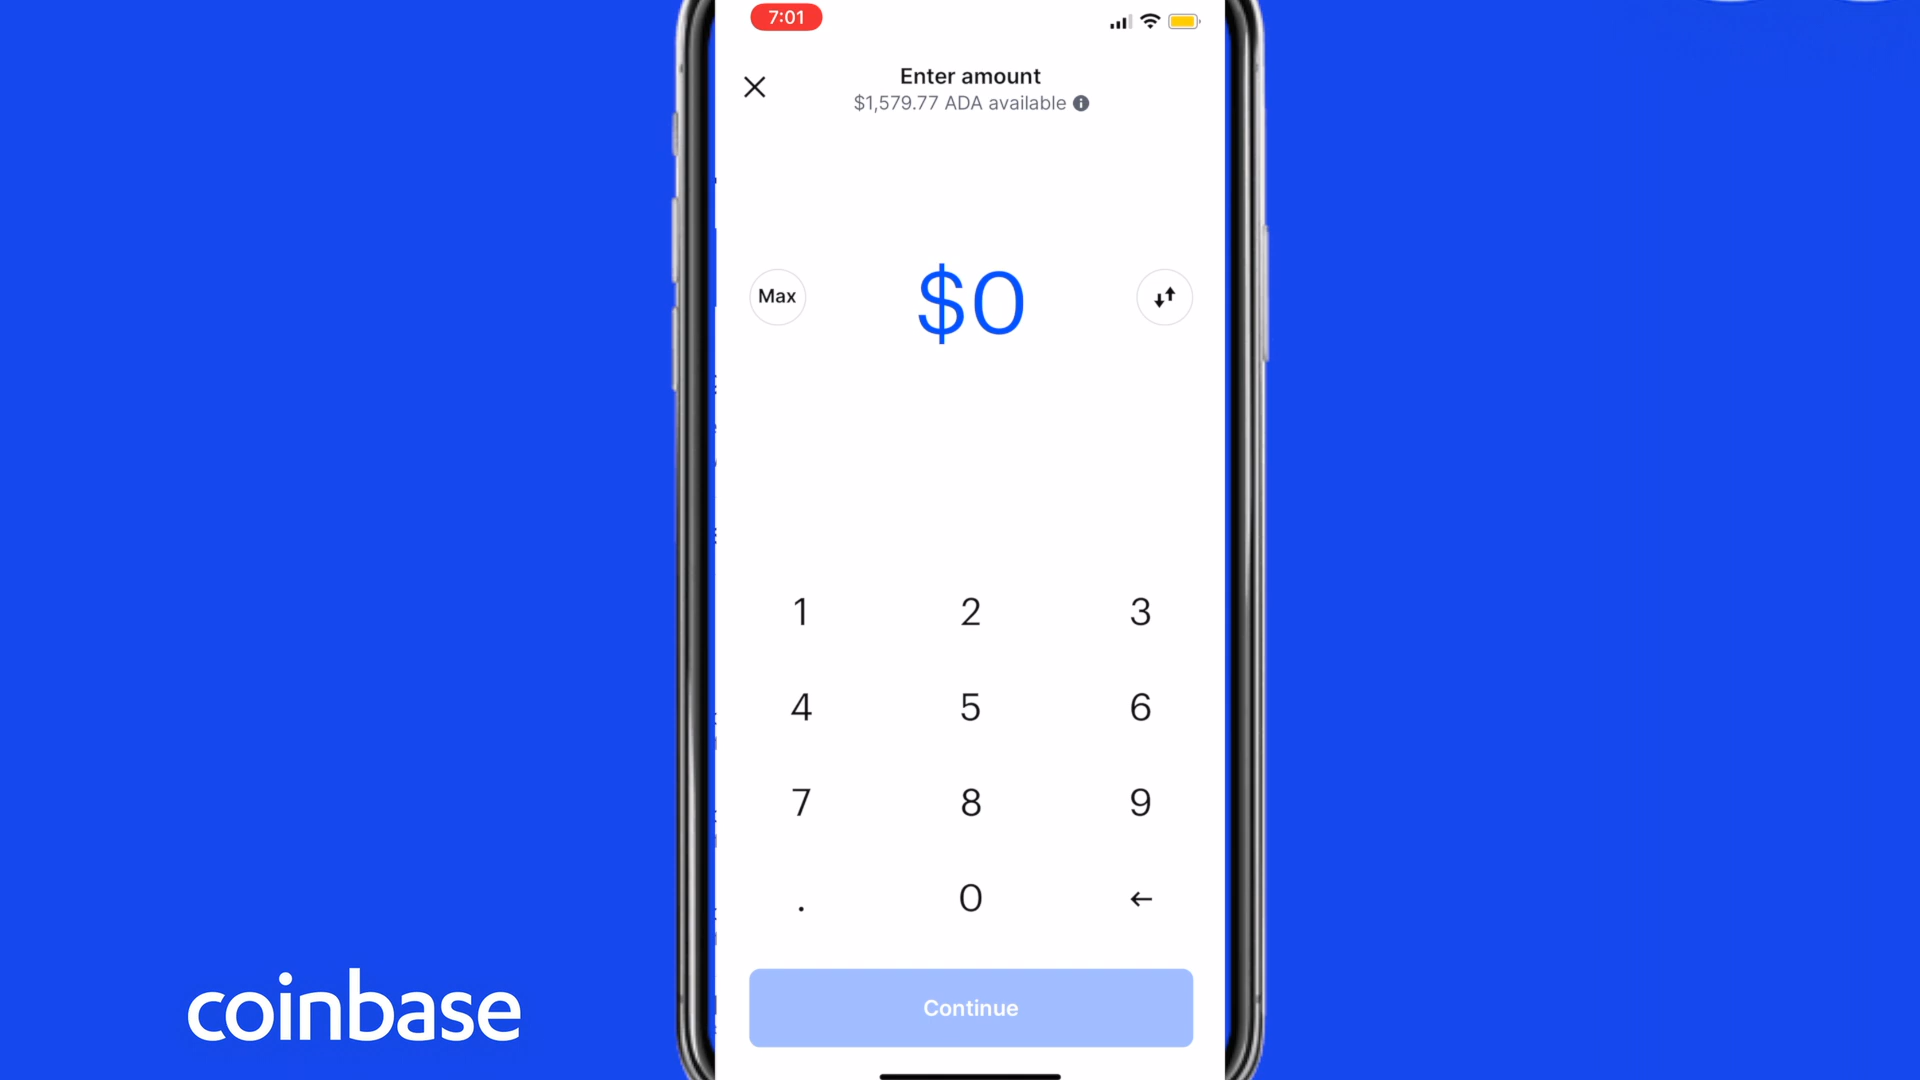 7:01
Enter amount
$1,579.77 ADA available
Max
$0
1 2 3
4 5 6
7 8 9
. 0 ←
Continue
coinbase